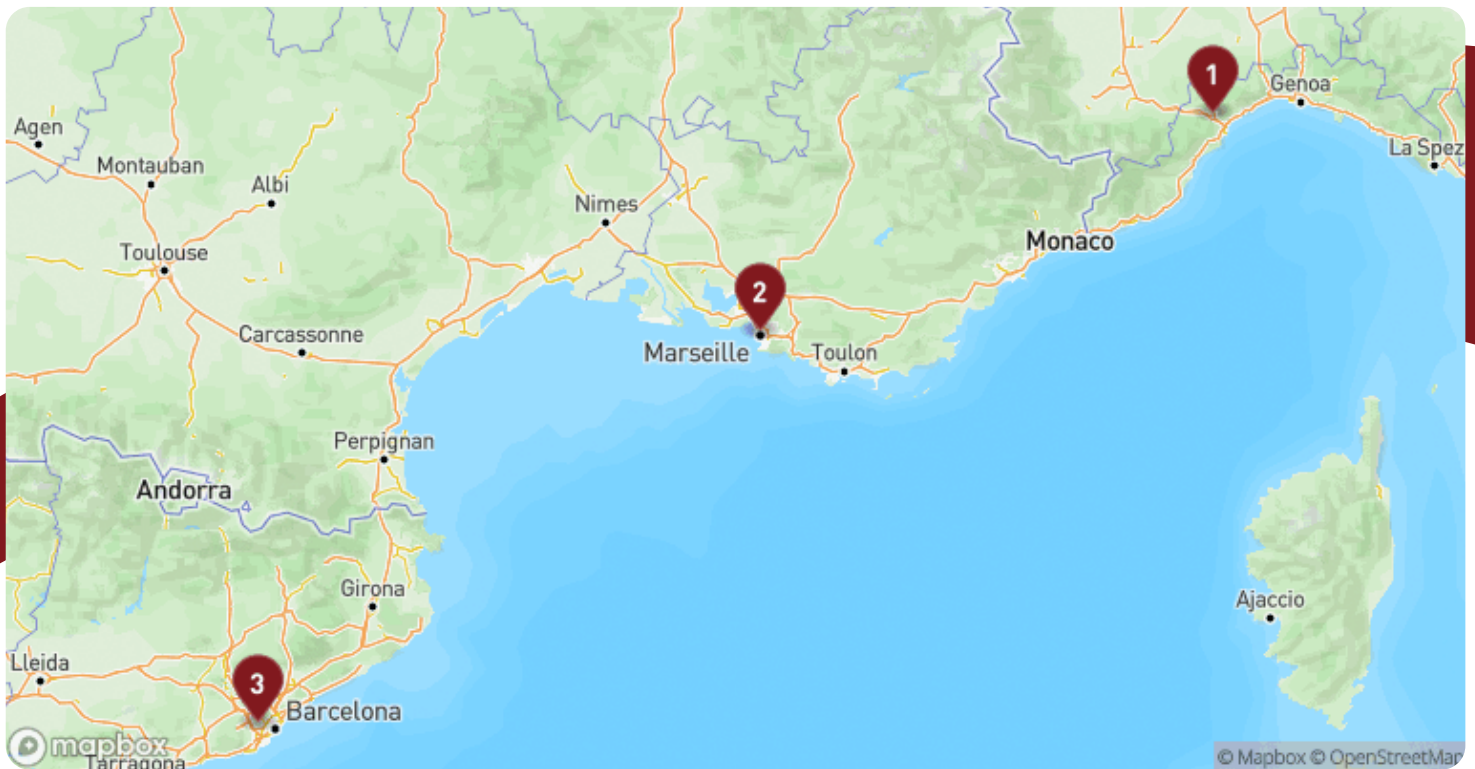 1
Genoa
Agen
La Spez
Montauban
Albi
Nimes
Monaco
Toulouse
2
Carcassonne
Marseille
Toulon
Perpignan
Andorra
Girona
Ajaccio
Lleida
3
Barcelona
mapbox
Tarragona
© Mapbox © OpenStreetMap